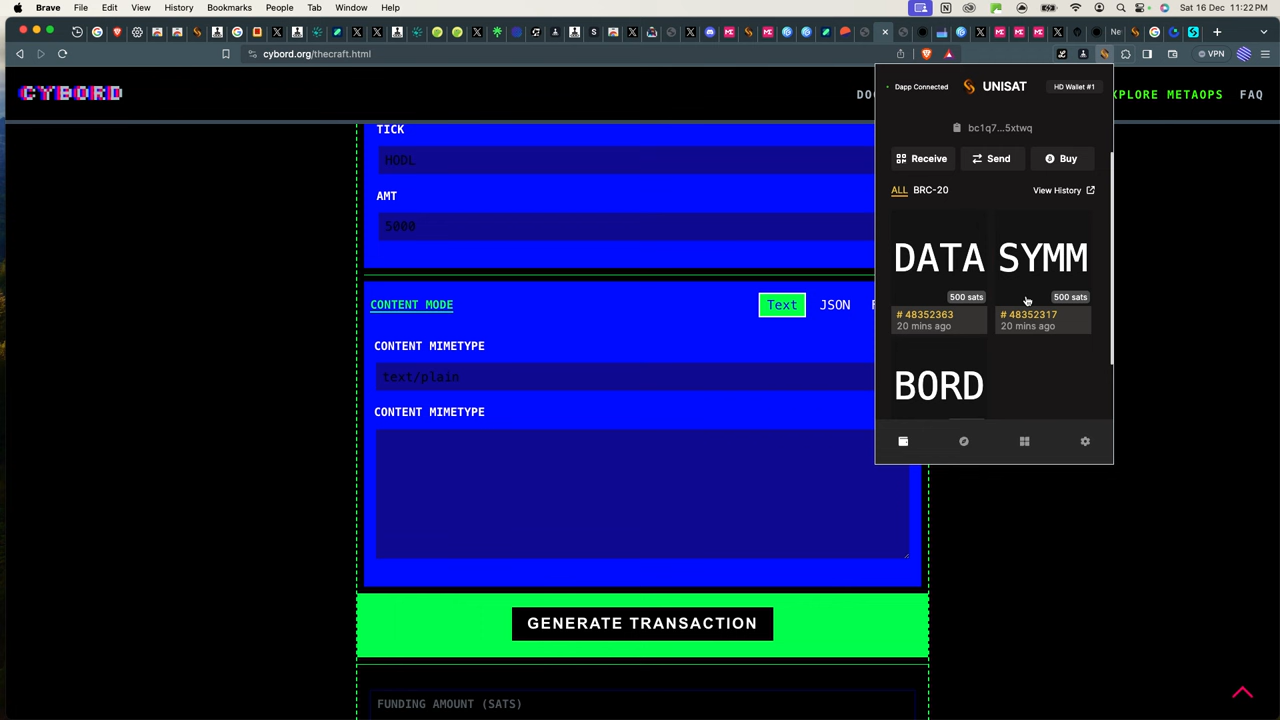 Brave File Edit View History Bookmarks People Tab Window Help
Sat 16 Dec 11:22 PM
Ne
cybord.org/thecraft.html
VPN
CYBORD
DO
XPLORE METAOPS
FAQ
TICK
HODL
AMT
5000
CONTENT MODE
Text
JSON
CONTENT MIMETYPE
text/plain
CONTENT MIMETYPE
GENERATE TRANSACTION
FUNDING AMOUNT (SATS)
Dapp Connected
UNISAT
HD Wallet #1
bc1q7...5xtwq
Receive
Send
Buy
ALL BRC-20
View History
DATA
500 sats
# 48352363
20 mins ago
SYMM
500 sats
# 48352317
20 mins ago
BORD